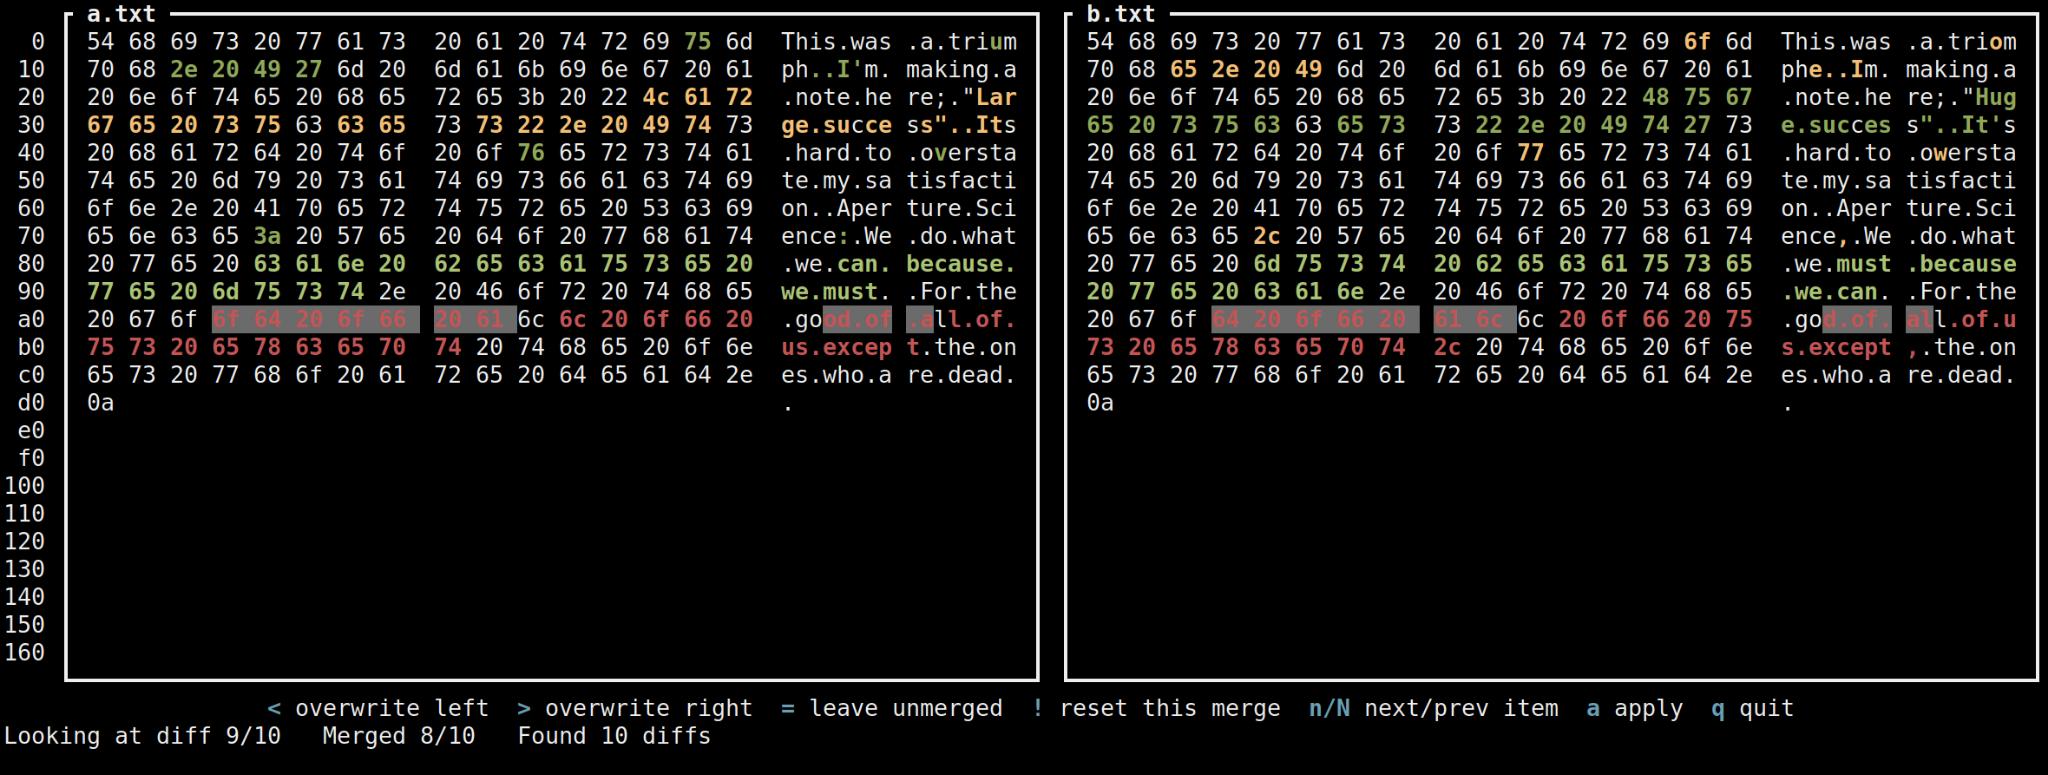 a.txt b.txt
0 54 68 69 73 20 77 61 73 20 61 20 74 72 69 75 6d This.was .a.trium 54 68 69 73 20 77 61 73 20 61 20 74 72 69 6f 6d This.was .a.triom
10 70 68 2e 20 49 27 6d 20 6d 61 6b 69 6e 67 20 61 ph..I'm. making.a 70 68 65 2e 20 49 6d 20 6d 61 6b 69 6e 67 20 61 phe..Im. making.a
20 20 6e 6f 74 65 20 68 65 72 65 3b 20 22 4c 61 72 .note.he re;."Lar 20 6e 6f 74 65 20 68 65 72 65 3b 20 22 48 75 67 .note.he re;."Hug
30 67 65 20 73 75 63 63 65 73 73 22 2e 20 49 74 73 ge.succe ss"..Its 65 20 73 75 63 63 65 73 73 22 2e 20 49 74 27 73 e.succes s"..It's
40 20 68 61 72 64 20 74 6f 20 6f 76 65 72 73 74 61 .hard.to .oversta 20 68 61 72 64 20 74 6f 20 6f 77 65 72 73 74 61 .hard.to .owersta
50 74 65 20 6d 79 20 73 61 74 69 73 66 61 63 74 69 te.my.sa tisfacti 74 65 20 6d 79 20 73 61 74 69 73 66 61 63 74 69 te.my.sa tisfacti
60 6f 6e 2e 20 41 70 65 72 74 75 72 65 20 53 63 69 on..Aper ture.Sci 6f 6e 2e 20 41 70 65 72 74 75 72 65 20 53 63 69 on..Aper ture.Sci
70 65 6e 63 65 3a 20 57 65 20 64 6f 20 77 68 61 74 ence:.We .do.what 65 6e 63 65 2c 20 57 65 20 64 6f 20 77 68 61 74 ence,.We .do.what
80 20 77 65 20 63 61 6e 20 62 65 63 61 75 73 65 20 .we.can. because. 20 77 65 20 6d 75 73 74 20 62 65 63 61 75 73 65 .we.must .because
90 77 65 20 6d 75 73 74 2e 20 46 6f 72 20 74 68 65 we.must. .For.the 20 77 65 20 63 61 6e 2e 20 46 6f 72 20 74 68 65 .we.can. .For.the
a0 20 67 6f 6f 64 20 6f 66 20 61 6c 6c 20 6f 66 20 .good.of .all.of. 20 67 6f 64 20 6f 66 20 61 6c 6c 20 6f 66 20 75 .god.of. all.of.u
b0 75 73 20 65 78 63 65 70 74 20 74 68 65 20 6f 6e us.excep t.the.on 73 20 65 78 63 65 70 74 2c 20 74 68 65 20 6f 6e s.except ,.the.on
c0 65 73 20 77 68 6f 20 61 72 65 20 64 65 61 64 2e es.who.a re.dead. 65 73 20 77 68 6f 20 61 72 65 20 64 65 61 64 2e es.who.a re.dead.
d0 0a . 0a .
e0
f0
100
110
120
130
140
150
160
< overwrite left > overwrite right = leave unmerged ! reset this merge n/N next/prev item a apply q quit
Looking at diff 9/10 Merged 8/10 Found 10 diffs